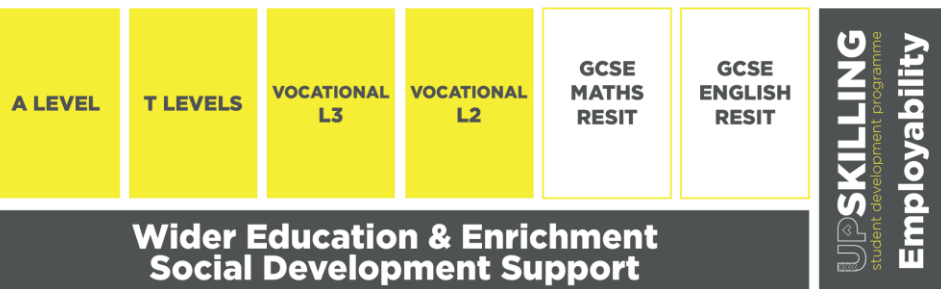 A LEVEL
T LEVELS
VOCATIONAL
L3
VOCATIONAL
L2
GCSE
MATHS
RESIT
GCSE
ENGLISH
RESIT
Wider Education & Enrichment
Social Development Support
UPSKILLING
student development programme
Employability